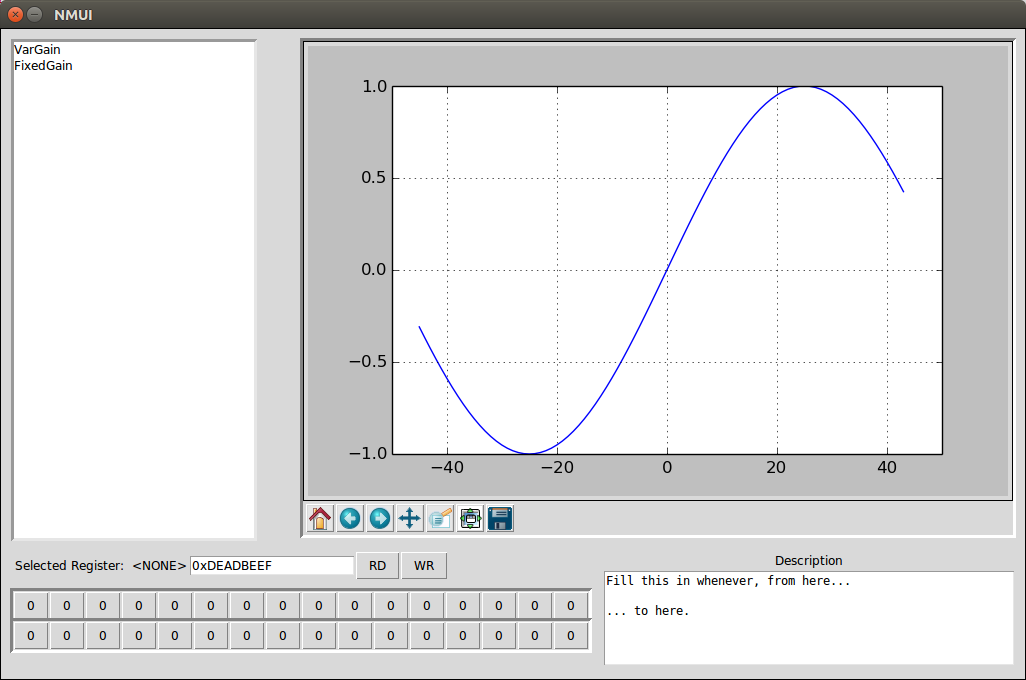 NMUI
VarGain
FixedGain
1.0
0.5
0.0
−0.5
−1.0
−40 −20 0 20 40
Selected Register: <NONE> 0xDEADBEEF RD WR
0 0 0 0 0 0 0 0 0 0 0 0 0 0 0 0
0 0 0 0 0 0 0 0 0 0 0 0 0 0 0 0
Description
Fill this in whenever, from here...
... to here.